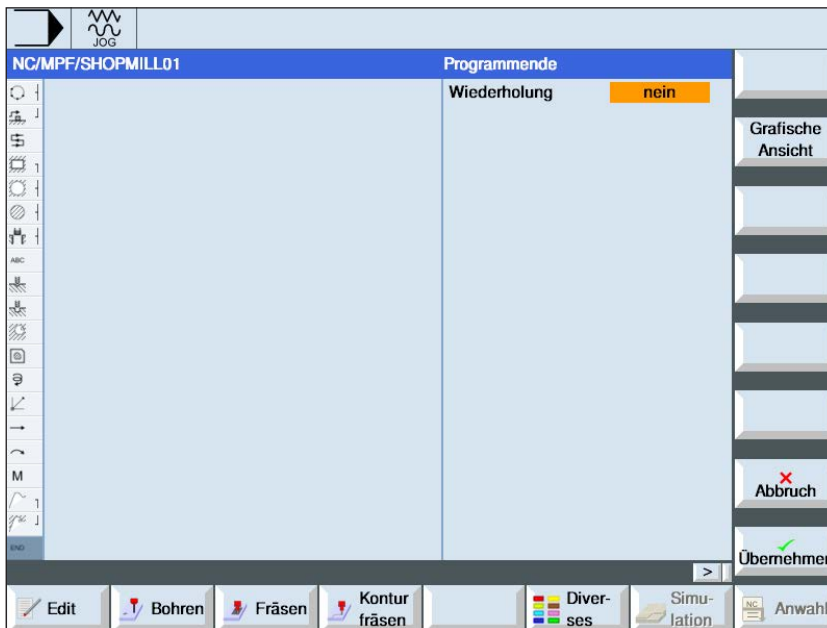 JOG
NC/MPF/SHOPMILL01
Programmende
Wiederholung nein
Grafische
Ansicht
ABC
M
END
Abbruch
Übernehmen
>
Edit
Bohren
Fräsen
Kontur
fräsen
Diver-
ses
Simu-
lation
NC
Anwahl